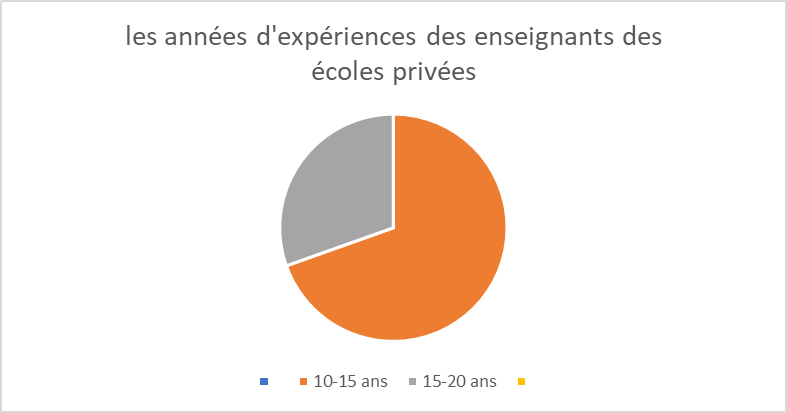 les années d'expériences des enseignants des
écoles privées
10-15 ans 15-20 ans